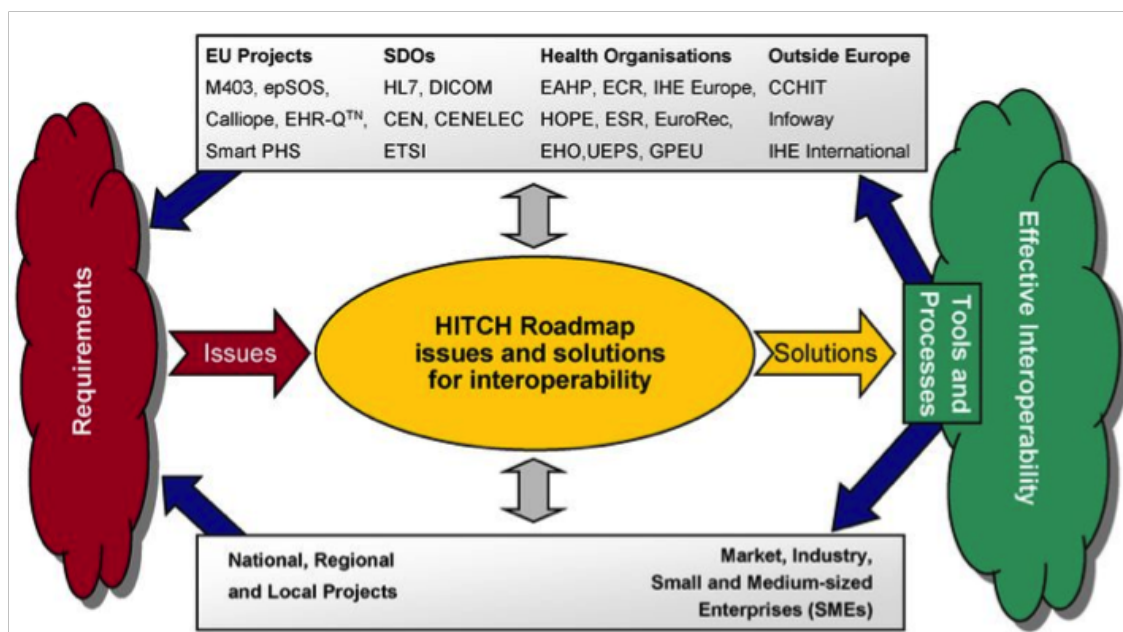 EU Projects
M403, epSOS,
Calliope, EHR-Qᵀᴺ,
Smart PHS
SDOs
HL7, DICOM
CEN, CENELEC
ETSI
Health Organisations
EAHP, ECR, IHE Europe,
HOPE, ESR, EuroRec,
EHO,UEPS, GPEU
Outside Europe
CCHIT
Infoway
IHE International
Requirements
Issues
HITCH Roadmap
issues and solutions
for interoperability
Solutions
Tools and
Processes
Effective Interoperability
National, Regional
and Local Projects
Market, Industry,
Small and Medium-sized
Enterprises (SMEs)